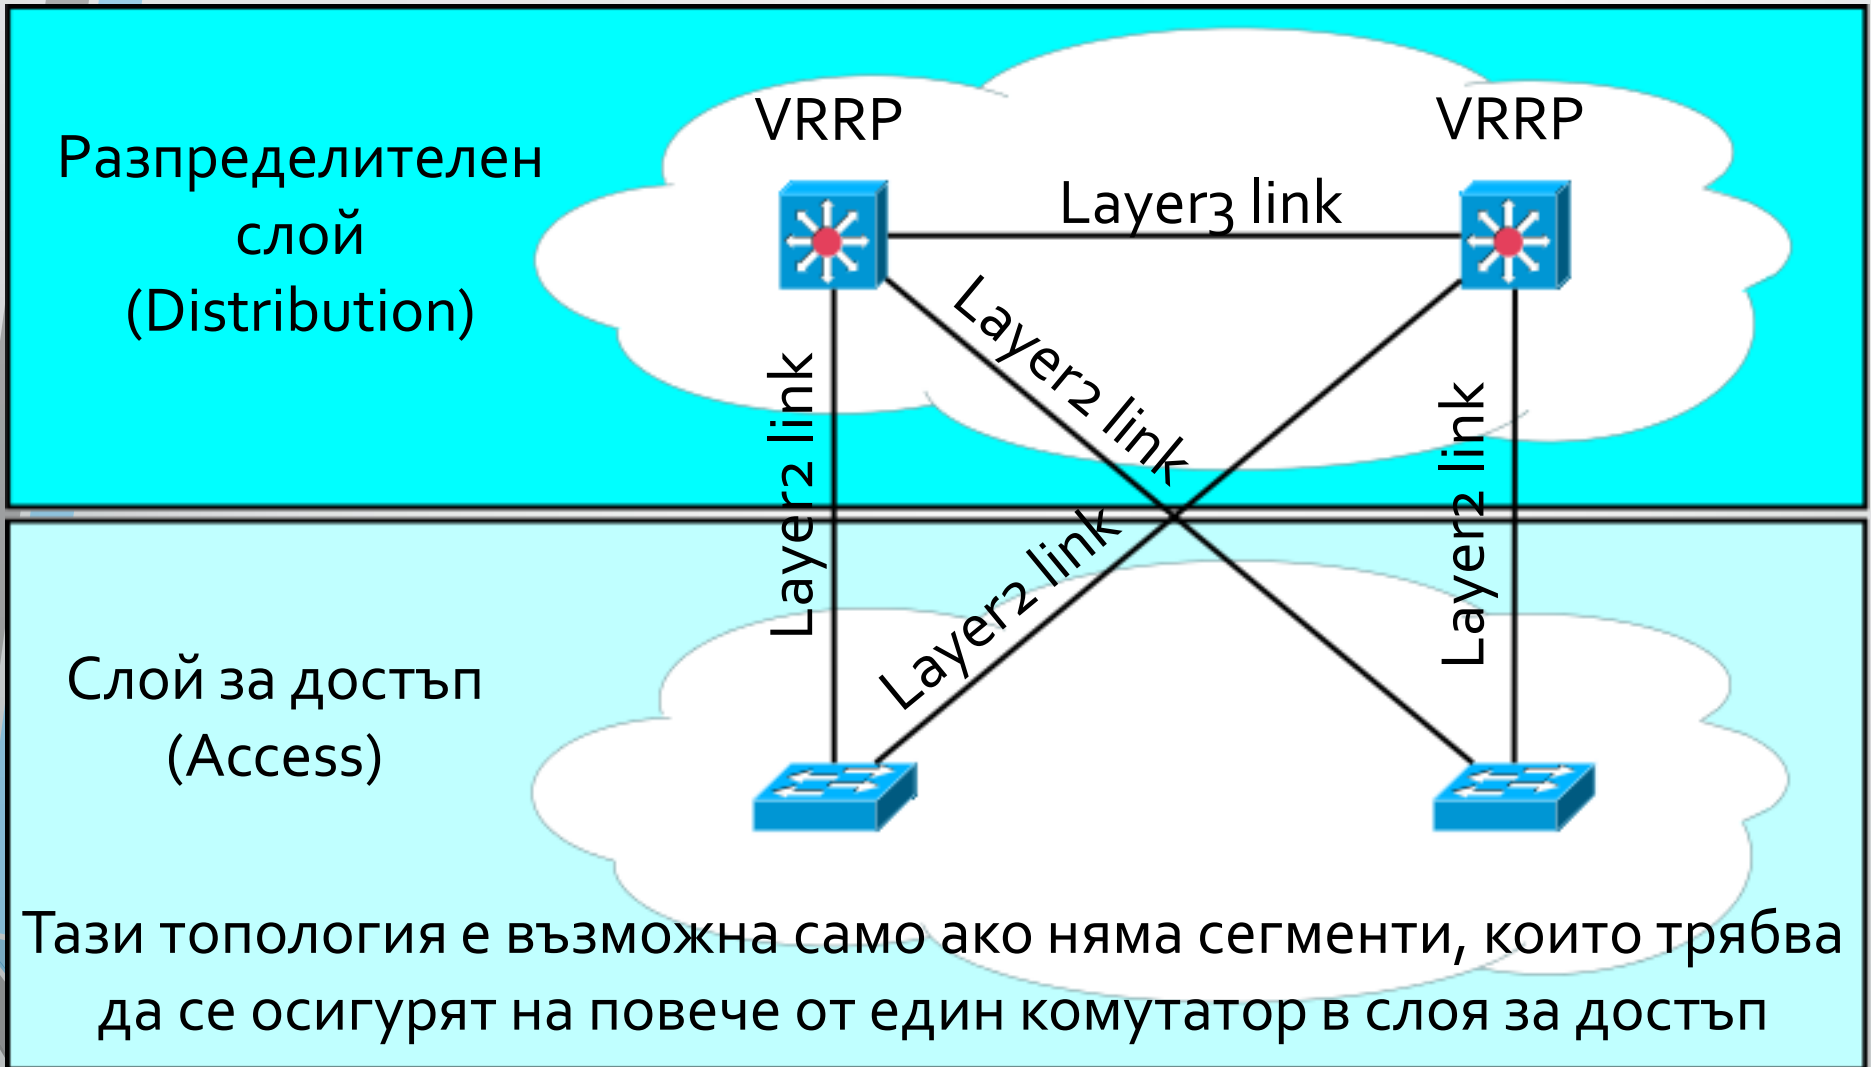 Разпределителен
слой
(Distribution)
VRRP
VRRP
Layer3 link
Layer2 link
Layer2 link
Layer2 link
Layer2 link
Слой за достъп
(Access)
Тази топология е възможна само ако няма сегменти, които трябва
да се осигурят на повече от един комутатор в слоя за достъп